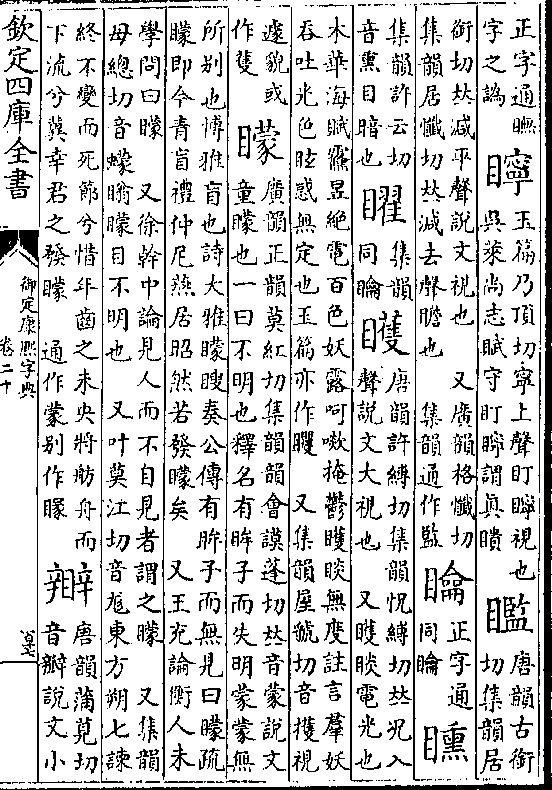 正字通矎
字之譌
矃
玉篇乃頂切寧上聲盯矃視也
吳萊尚志賦守盯矃謂真瞶
唐韻古銜
切集韻居
銜切𠀤減平聲說文視也 又廣韻格懺切
集韻居懺切𠀤減去聲瞻也 集韻通作監
正字通
同
矄
集韻許云切
音熏目暗也
矅
集韻
同
矆
唐韻許縛切集韻怳縛切𠀤況入
聲說文大視也 又矆睒電光也
木華海賦昱絕電百色妖露呵嗽掩鬱矆睒無度註言羣妖
吞吐光色眩惑無定也玉篇亦作 又集韻屋虢切音擭視
遽貌或
作
矇
廣韻正韻莫紅切集韻韻會謨蓬切𠀤音蒙說文
童矇也一曰不明也釋名有眸子而失明蒙蒙無
所別也博雅盲也詩大雅矇瞍奏公傳有眸子而無見曰矇疏
矇即今青盲禮仲尼燕居昭然若發矇矣 又王充論衡人未
學問曰矇 又徐幹中論見人而不自見者謂之矇 又集韻
母總切音蠓瞈矇目不明也 又叶莫江切音尨東方朔七諫
終不變而死節兮惜年齒之未央將舫舟而
下流兮冀幸君之發矇 通作蒙別作
唐韻蒲莧切
音瓣說文小
欽定四庫全書
御定康熙字典
卷二十